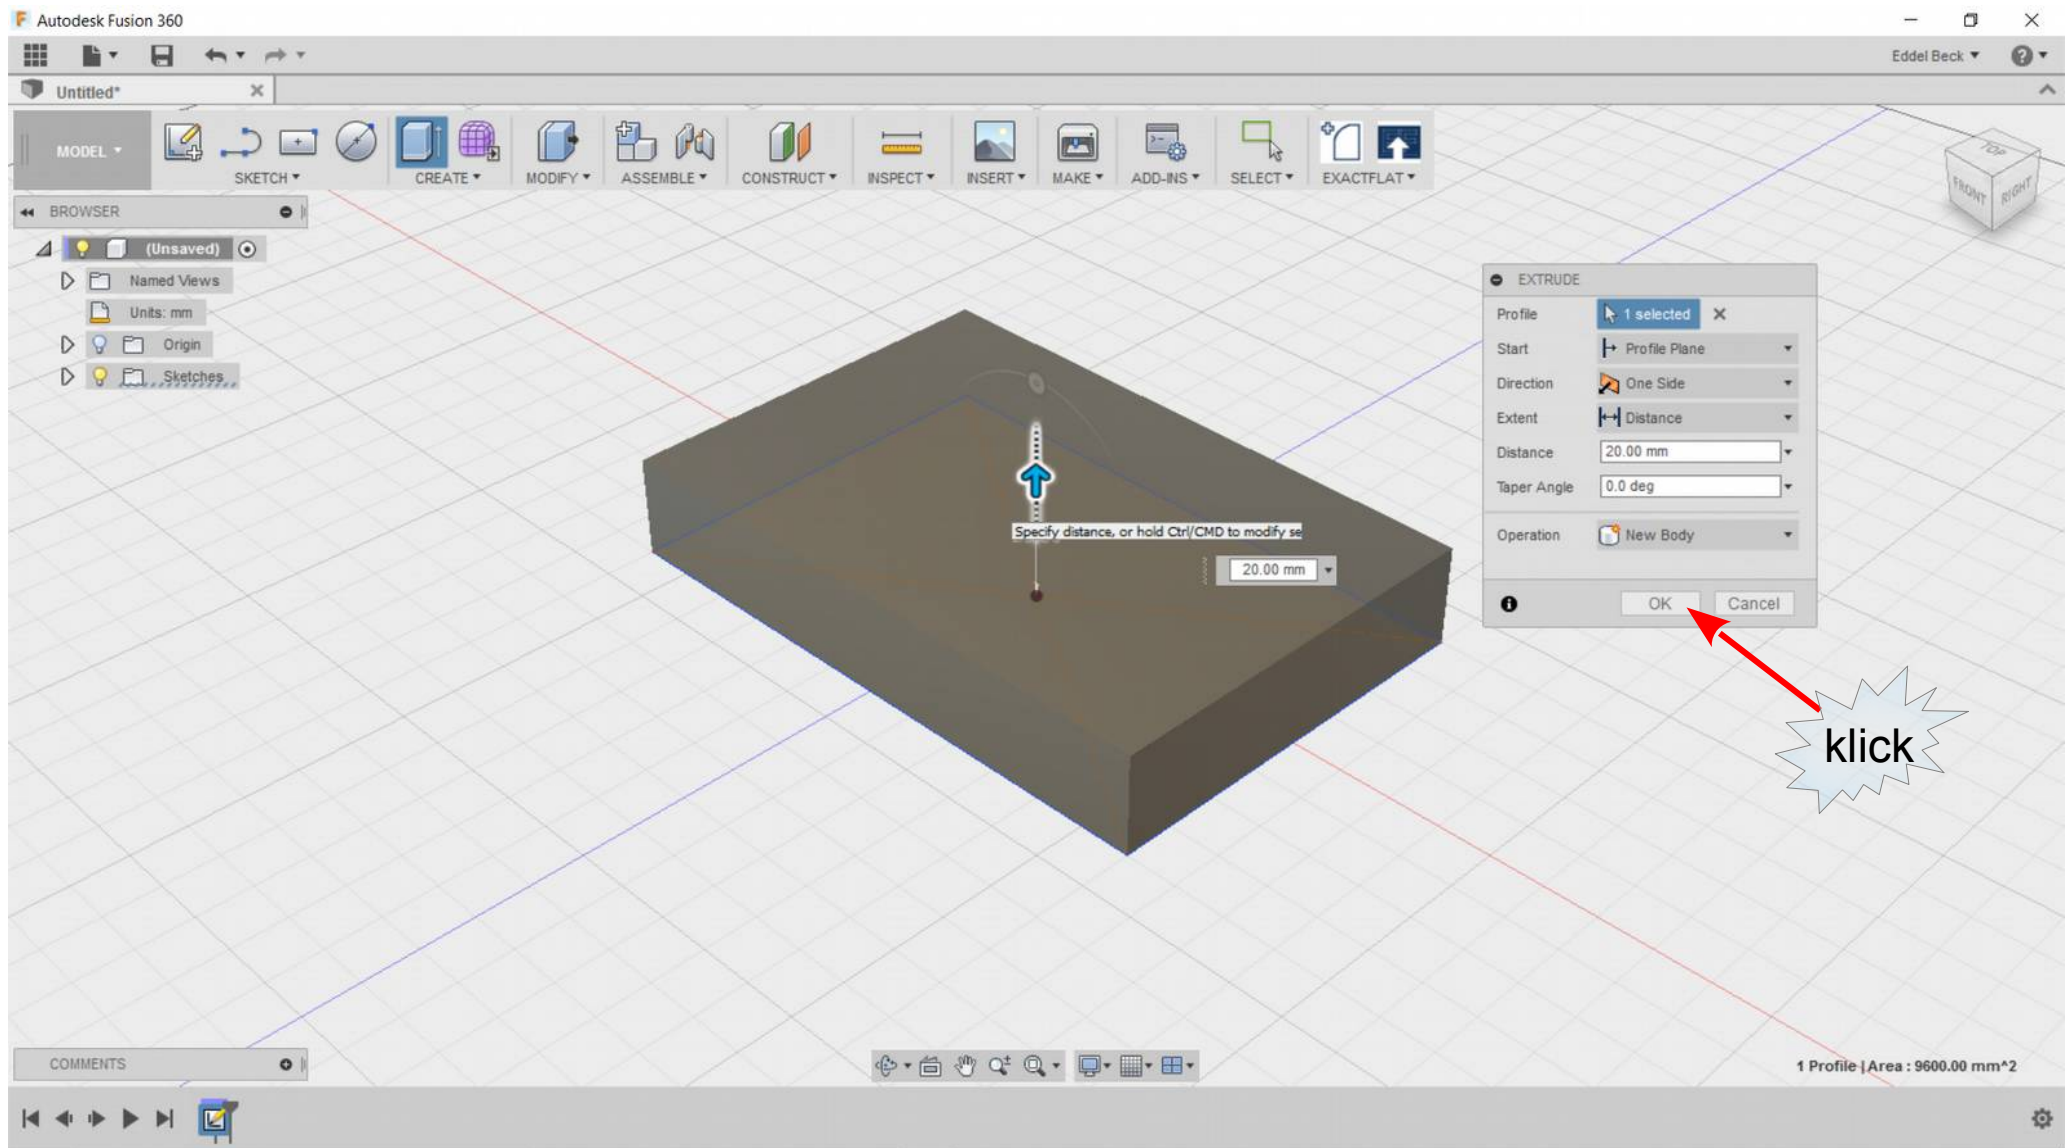 Autodesk Fusion 360
Eddel Beck
Untitled*
MODEL
SKETCH
CREATE
MODIFY
ASSEMBLE
CONSTRUCT
INSPECT
INSERT
MAKE
ADD-INS
SELECT
EXACTFLAT
TOP
FRONT
RIGHT
BROWSER
(Unsaved)
Named Views
Units: mm
Origin
Sketches
EXTRUDE
Profile 1 selected
Start Profile Plane
Direction One Side
Extent Distance
Distance 20.00 mm
Taper Angle 0.0 deg
Operation New Body
OK Cancel
Specify distance, or hold Ctrl/CMD to modify se
20.00 mm
klick
COMMENTS
1 Profile | Area : 9600.00 mm^2